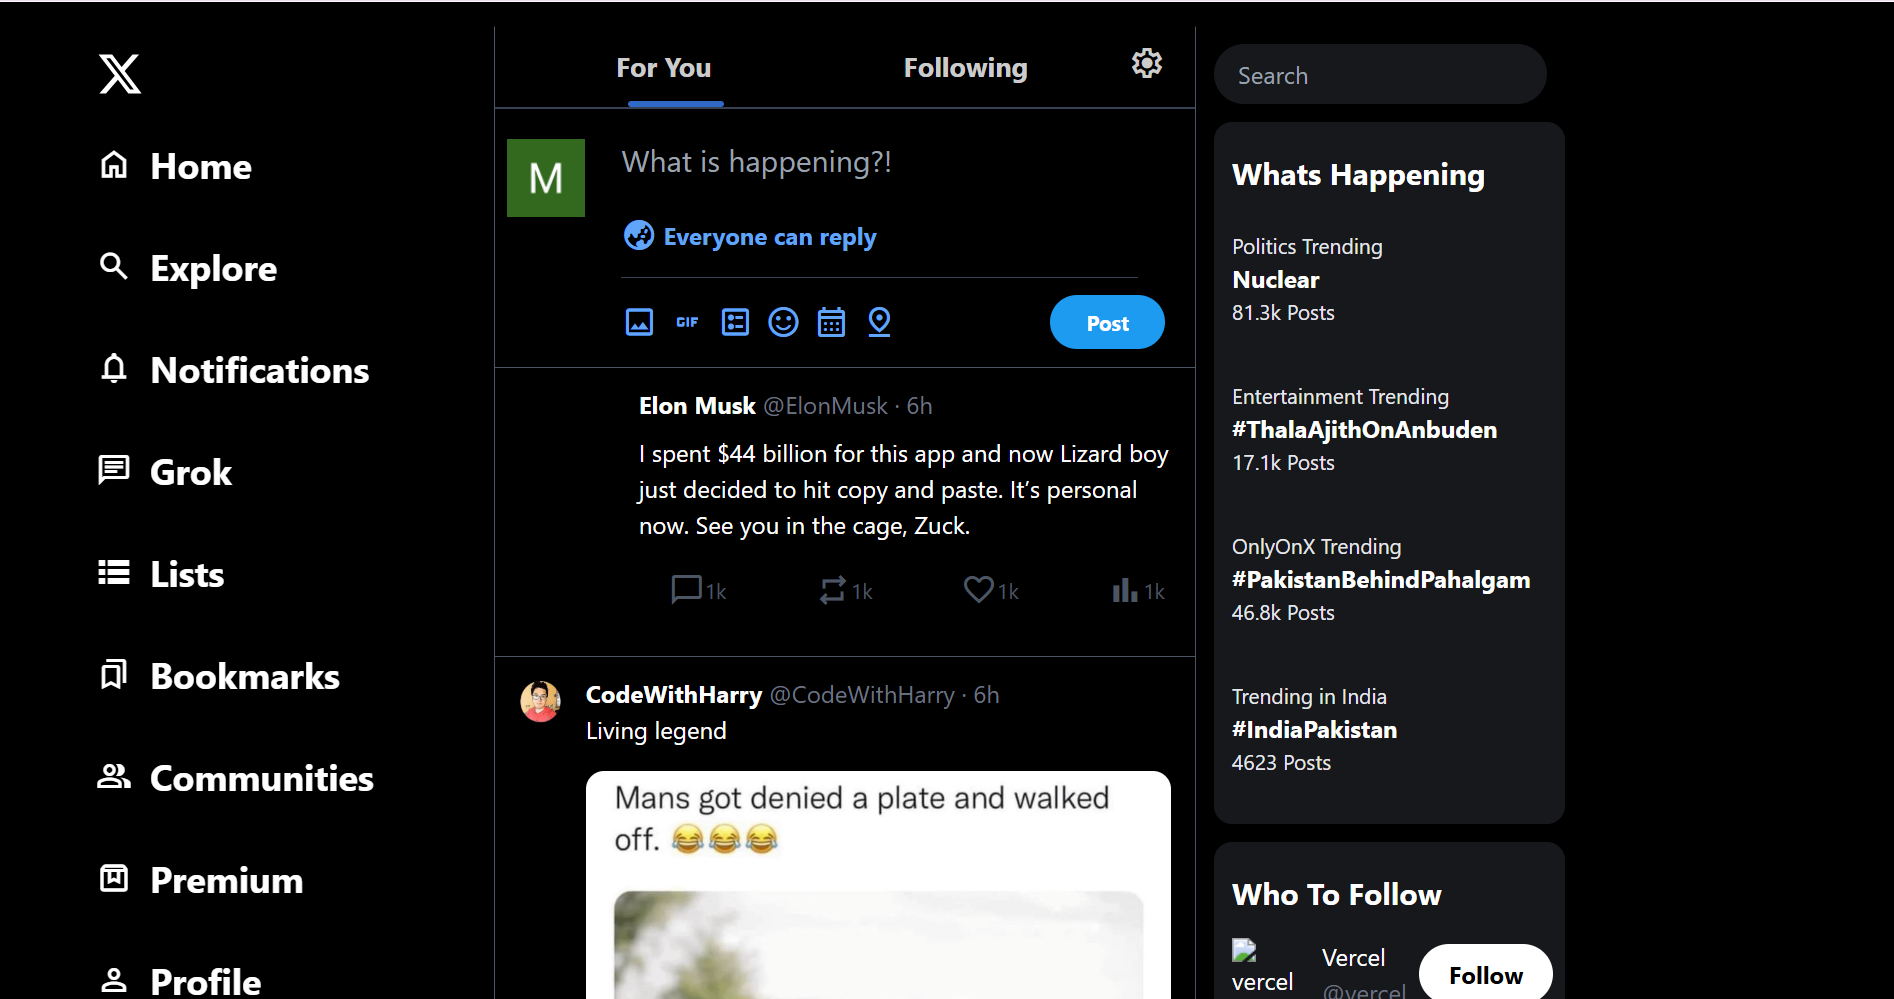 Home
Explore
Notifications
Grok
Lists
Bookmarks
Communities
Premium
Profile
For You
Following
M
What is happening?!
Everyone can reply
GIF
Post
Elon Musk @ElonMusk · 6h
I spent $44 billion for this app and now Lizard boy
just decided to hit copy and paste. It’s personal
now. See you in the cage, Zuck.
1k 1k 1k 1k
CodeWithHarry @CodeWithHarry · 6h
Living legend
Mans got denied a plate and walked
off. 😂😂😂
Search
Whats Happening
Politics Trending
Nuclear
81.3k Posts
Entertainment Trending
#ThalaAjithOnAnbuden
17.1k Posts
OnlyOnX Trending
#PakistanBehindPahalgam
46.8k Posts
Trending in India
#IndiaPakistan
4623 Posts
Who To Follow
vercel
Vercel
@vercel
Follow